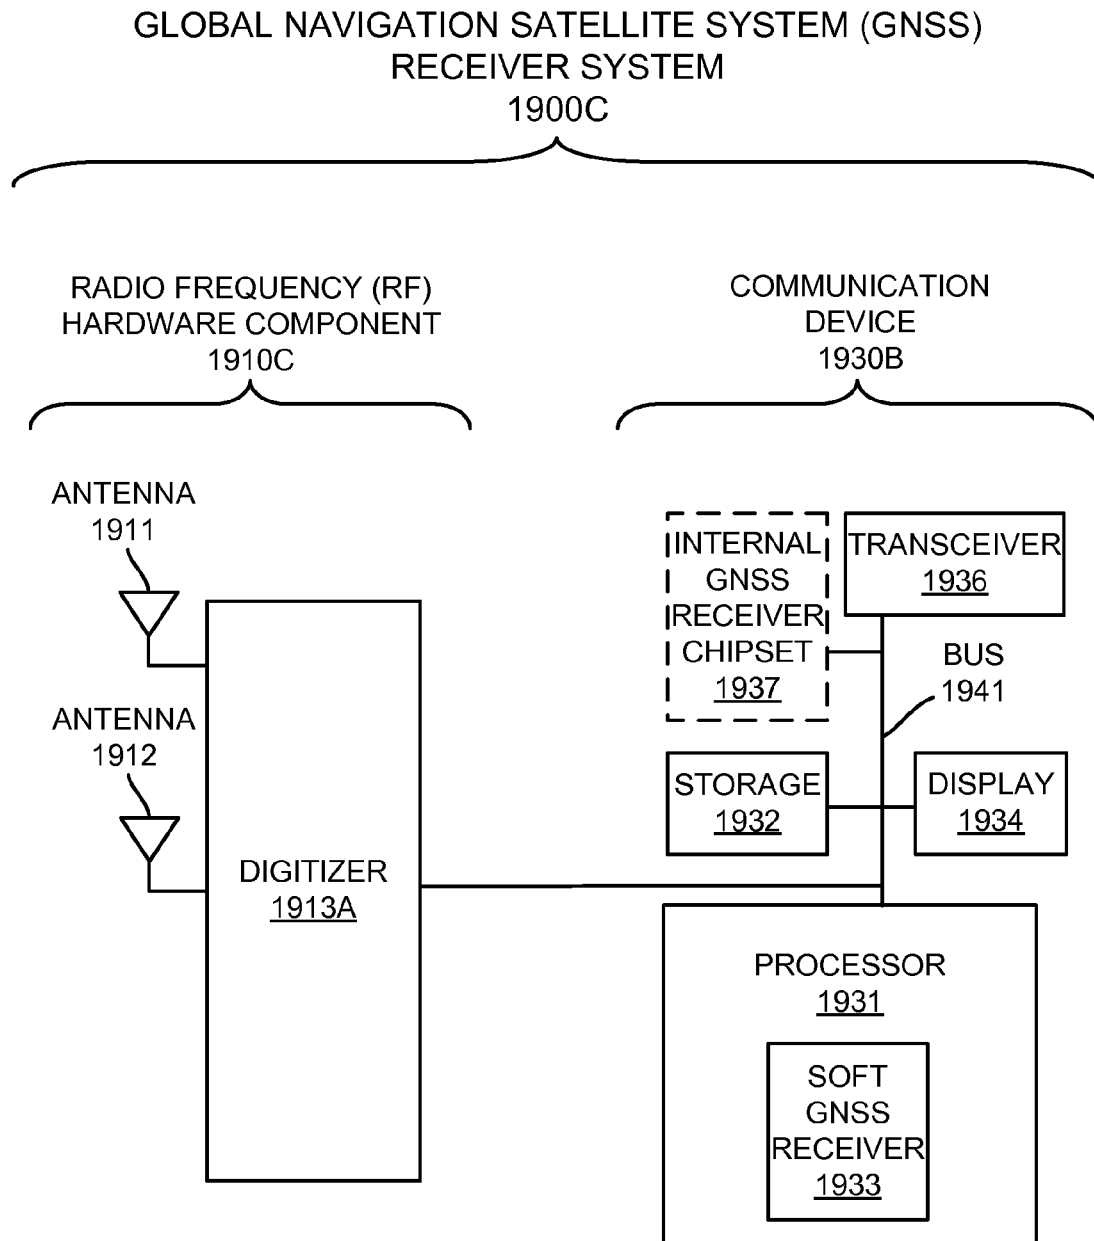 GLOBAL NAVIGATION SATELLITE SYSTEM (GNSS)
RECEIVER SYSTEM
1900C
RADIO FREQUENCY (RF)
HARDWARE COMPONENT
1910C
COMMUNICATION
DEVICE
1930B
ANTENNA
1911
ANTENNA
1912
DIGITIZER
1913A
INTERNAL
GNSS
RECEIVER
CHIPSET
1937
TRANSCEIVER
1936
BUS
1941
STORAGE
1932
DISPLAY
1934
PROCESSOR
1931
SOFT
GNSS
RECEIVER
1933